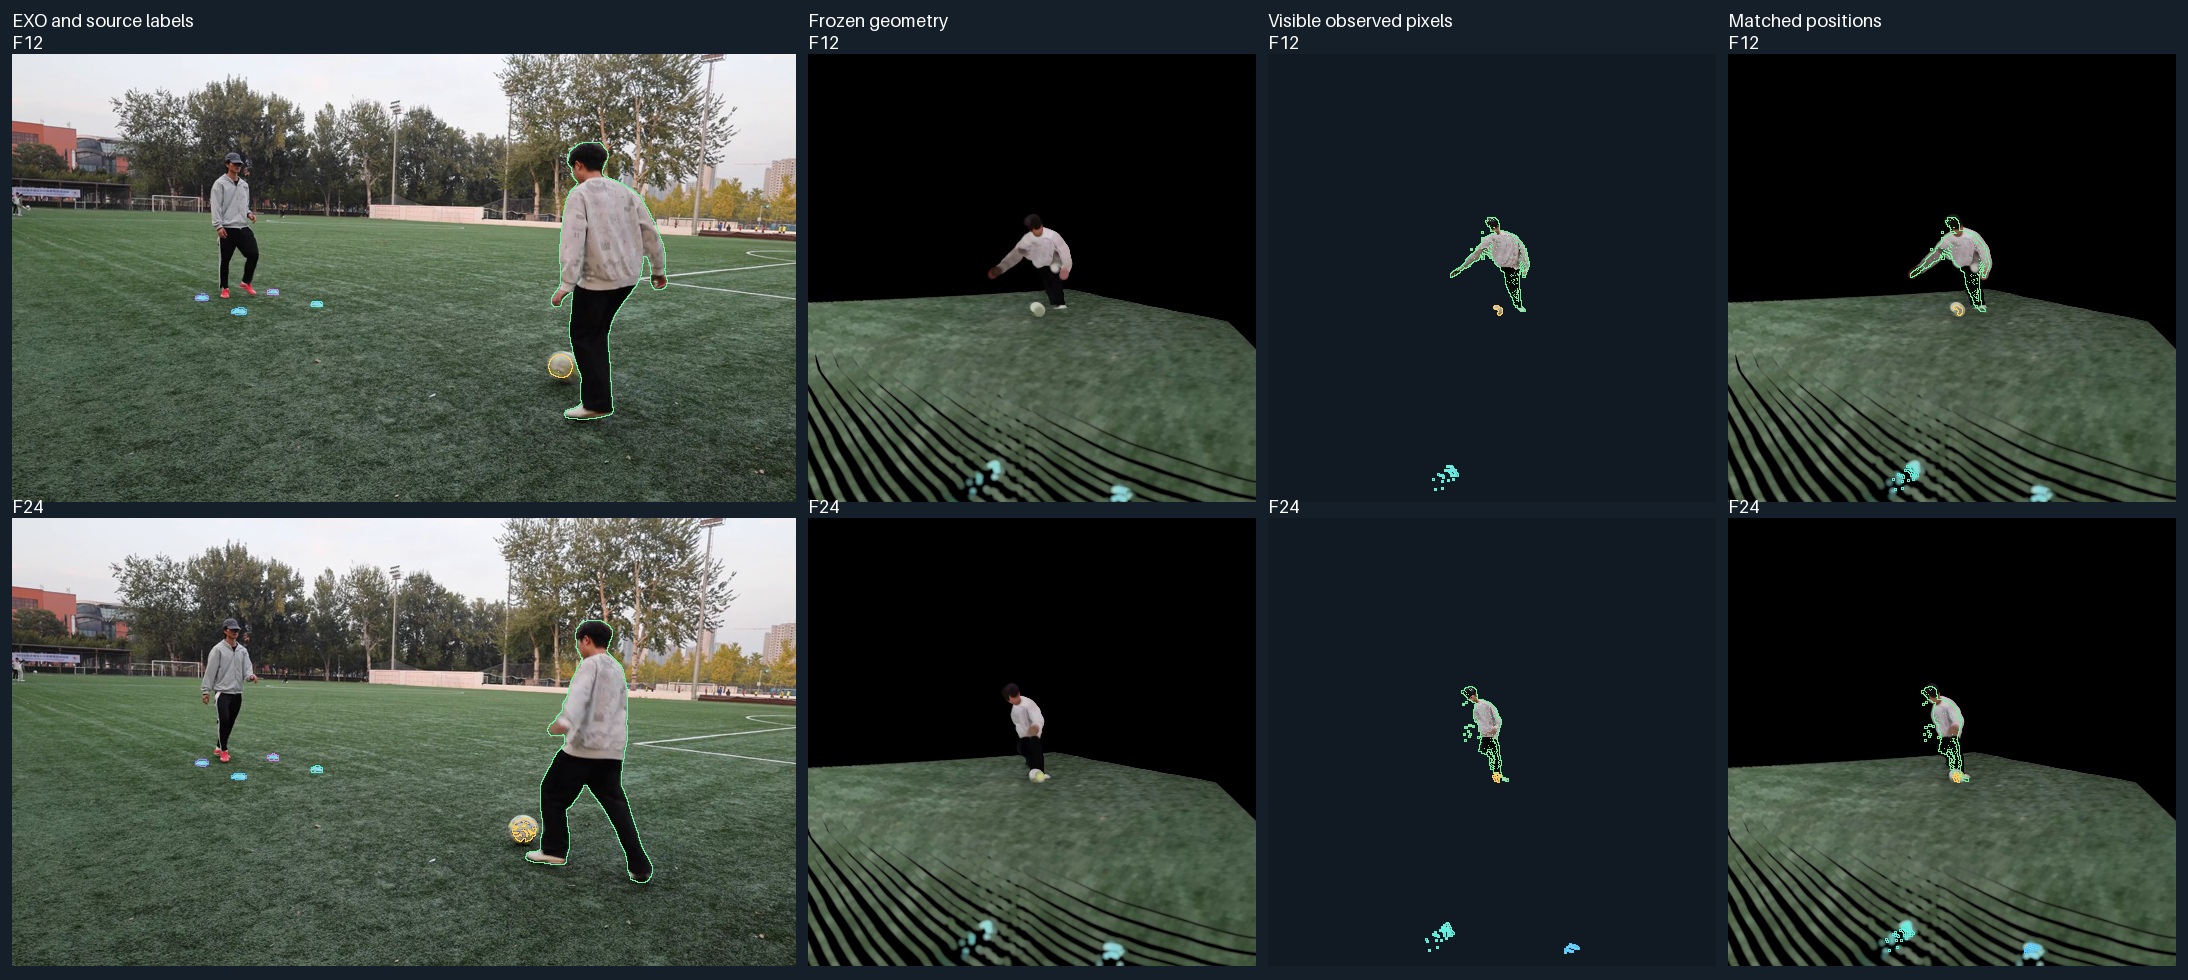 EXO and source labels
F12
Frozen geometry
F12
Visible observed pixels
F12
Matched positions
F12
F24
F24
F24
F24